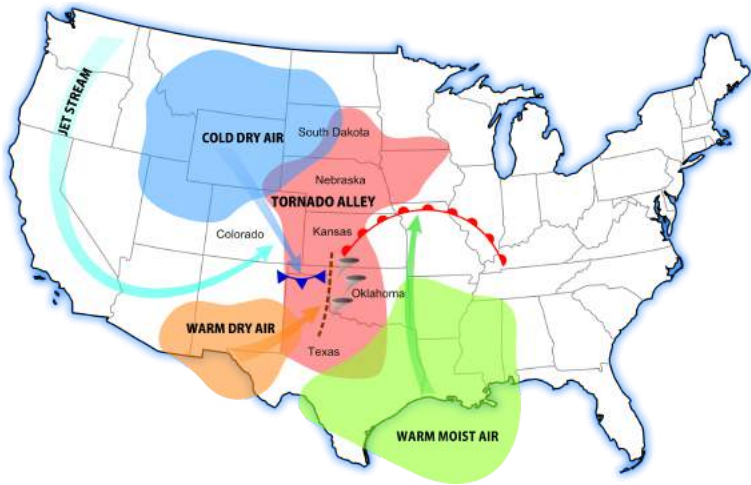 JET STREAM
COLD DRY AIR
South Dakota
Nebraska
TORNADO ALLEY
Colorado
Kansas
Oklahoma
WARM DRY AIR
Texas
WARM MOIST AIR